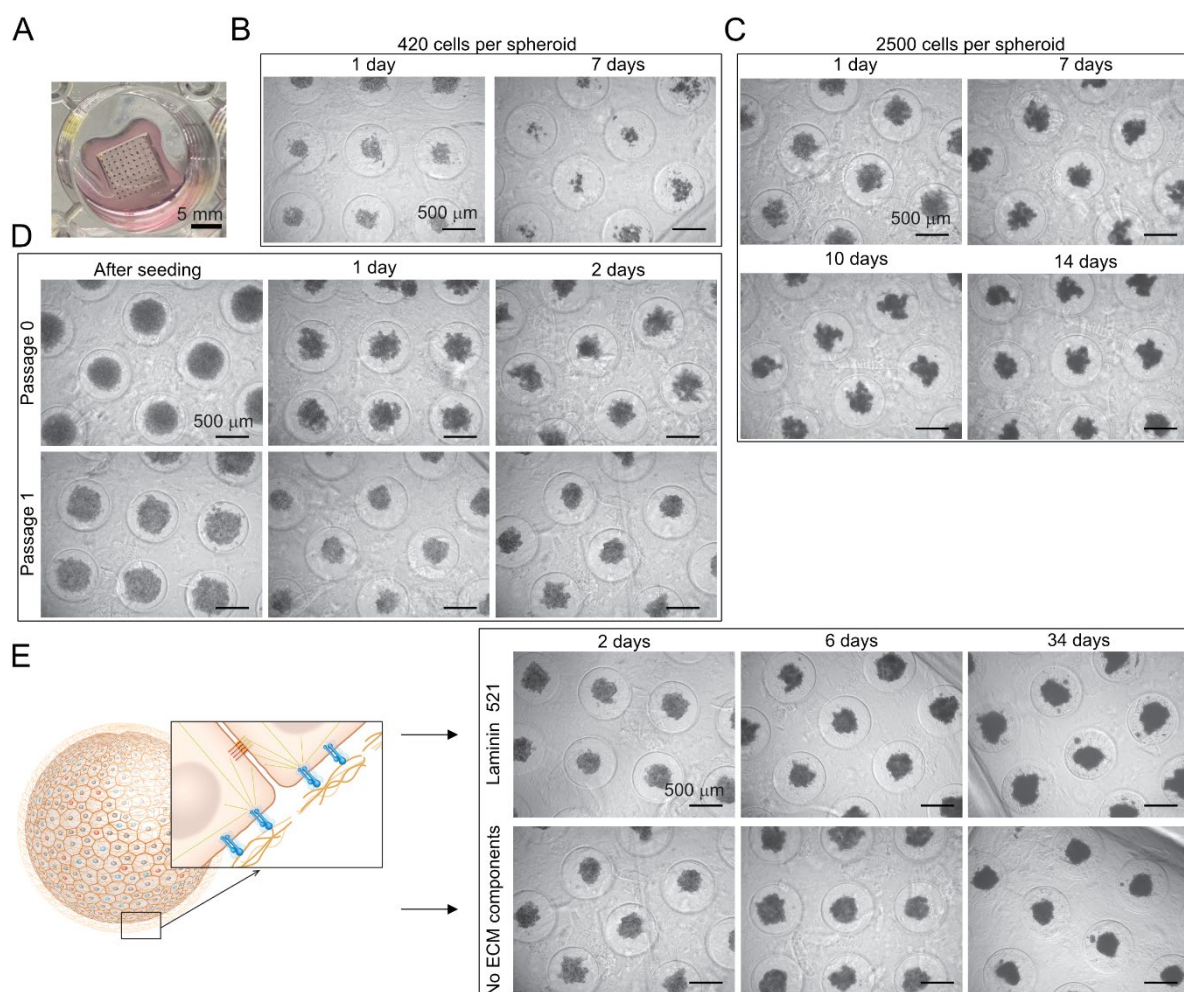 A
B
C
420 cells per spheroid
2500 cells per spheroid
1 day
7 days
1 day
7 days
5 mm
500 μm
500 μm
10 days
14 days
D
After seeding
1 day
2 days
Passage 0
500 μm
Passage 1
E
2 days
6 days
34 days
Laminin 521
500 μm
No ECM components